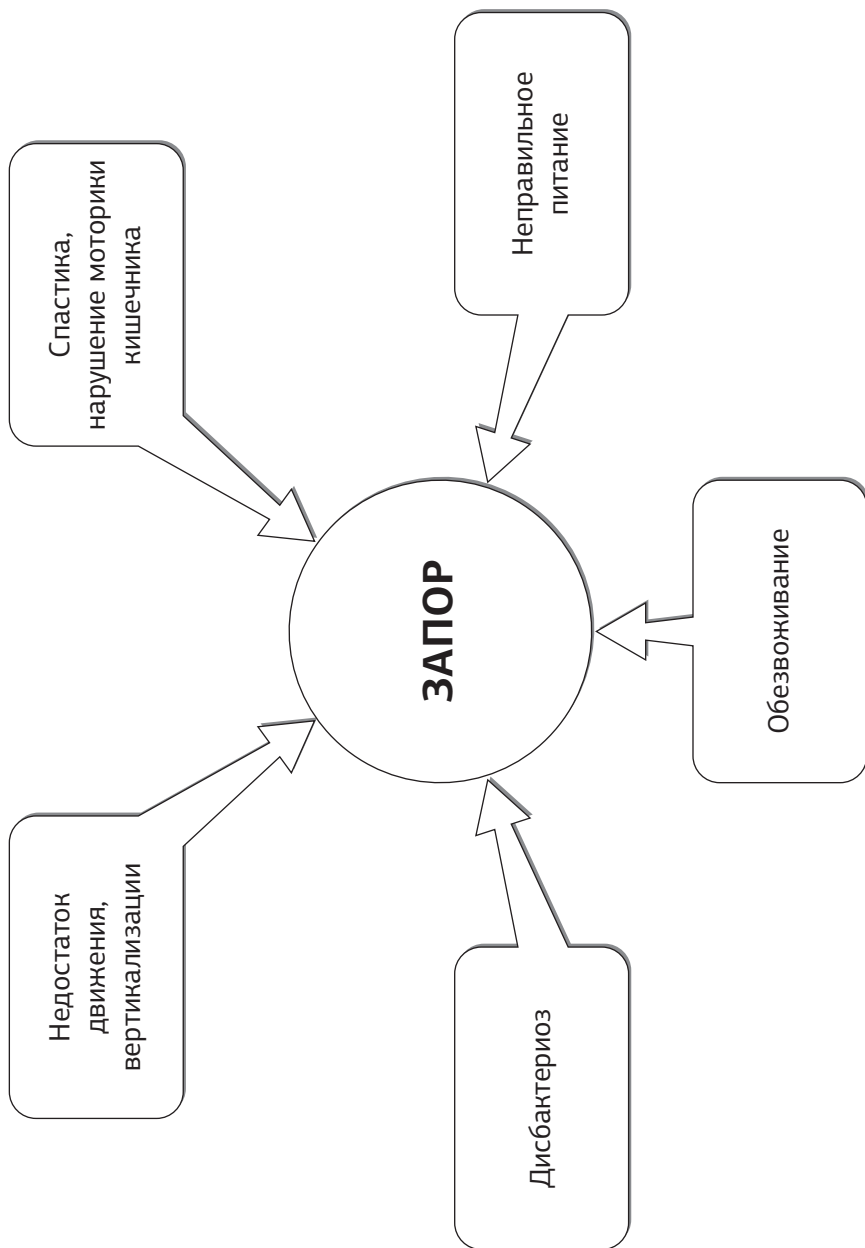 Недостаток
движения,
вертикализации
Спастика,
нарушение моторики
кишечника
ЗАПОР
Дисбактериоз
Неправильное
питание
Обезвоживание